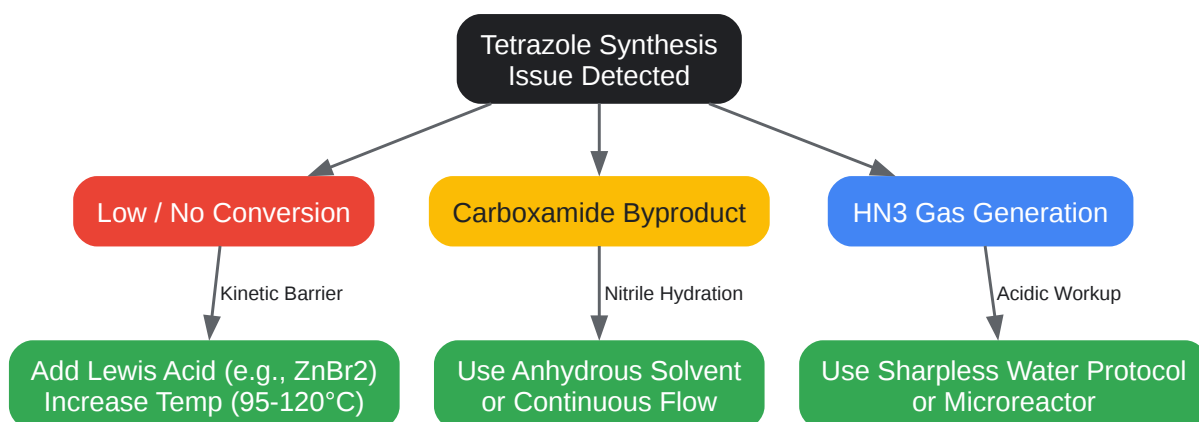 Tetrazole Synthesis
Issue Detected
Low / No Conversion
Carboxamide Byproduct
HN3 Gas Generation
Kinetic Barrier
Nitrile Hydration
Acidic Workup
Add Lewis Acid (e.g., ZnBr2)
Increase Temp (95-120°C)
Use Anhydrous Solvent
or Continuous Flow
Use Sharpless Water Protocol
or Microreactor